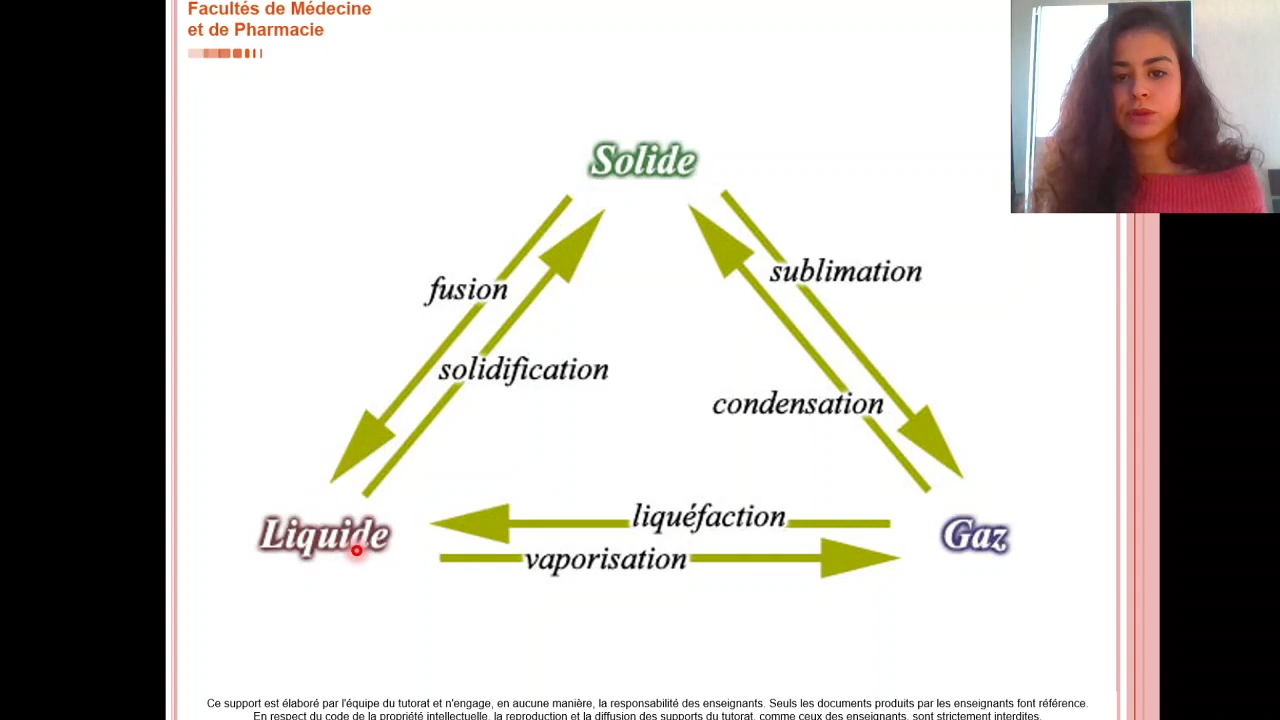 Facultés de Médecine
et de Pharmacie
Solide
fusion
sublimation
solidification
condensation
liquéfaction
Liquide
Gaz
vaporisation
Ce support est élaboré par l'équipe du tutorat et n'engage, en aucune manière, la responsabilité des enseignants. Seuls les documents produits par les enseignants font référence.
En respect du code de la propriété intellectuelle, la reproduction et la diffusion des supports du tutorat, comme ceux des enseignants, sont strictement interdites.